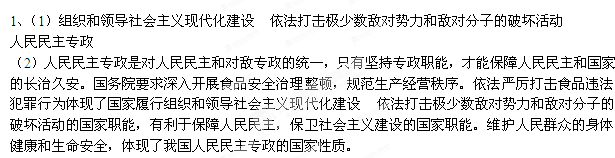 1、（1）组织和领导社会主义现代化建设　依法打击极少数敌对势力和敌对分子的破坏活动
人民民主专政
（2）人民民主专政是对人民民主和对敌专政的统一，只有坚持专政职能，才能保障人民民主和国家
的长治久安。国务院要求深入开展食品安全治理整顿，规范生产经营秩序。依法严厉打击食品违法
犯罪行为体现了国家履行组织和领导社会主义现代化建设　依法打击极少数敌对势力和敌对分子的
破坏活动的国家职能，有利于保障人民民主，保卫社会主义建设的国家职能。维护人民群众的身体
健康和生命安全，体现了我国人民民主专政的国家性质。